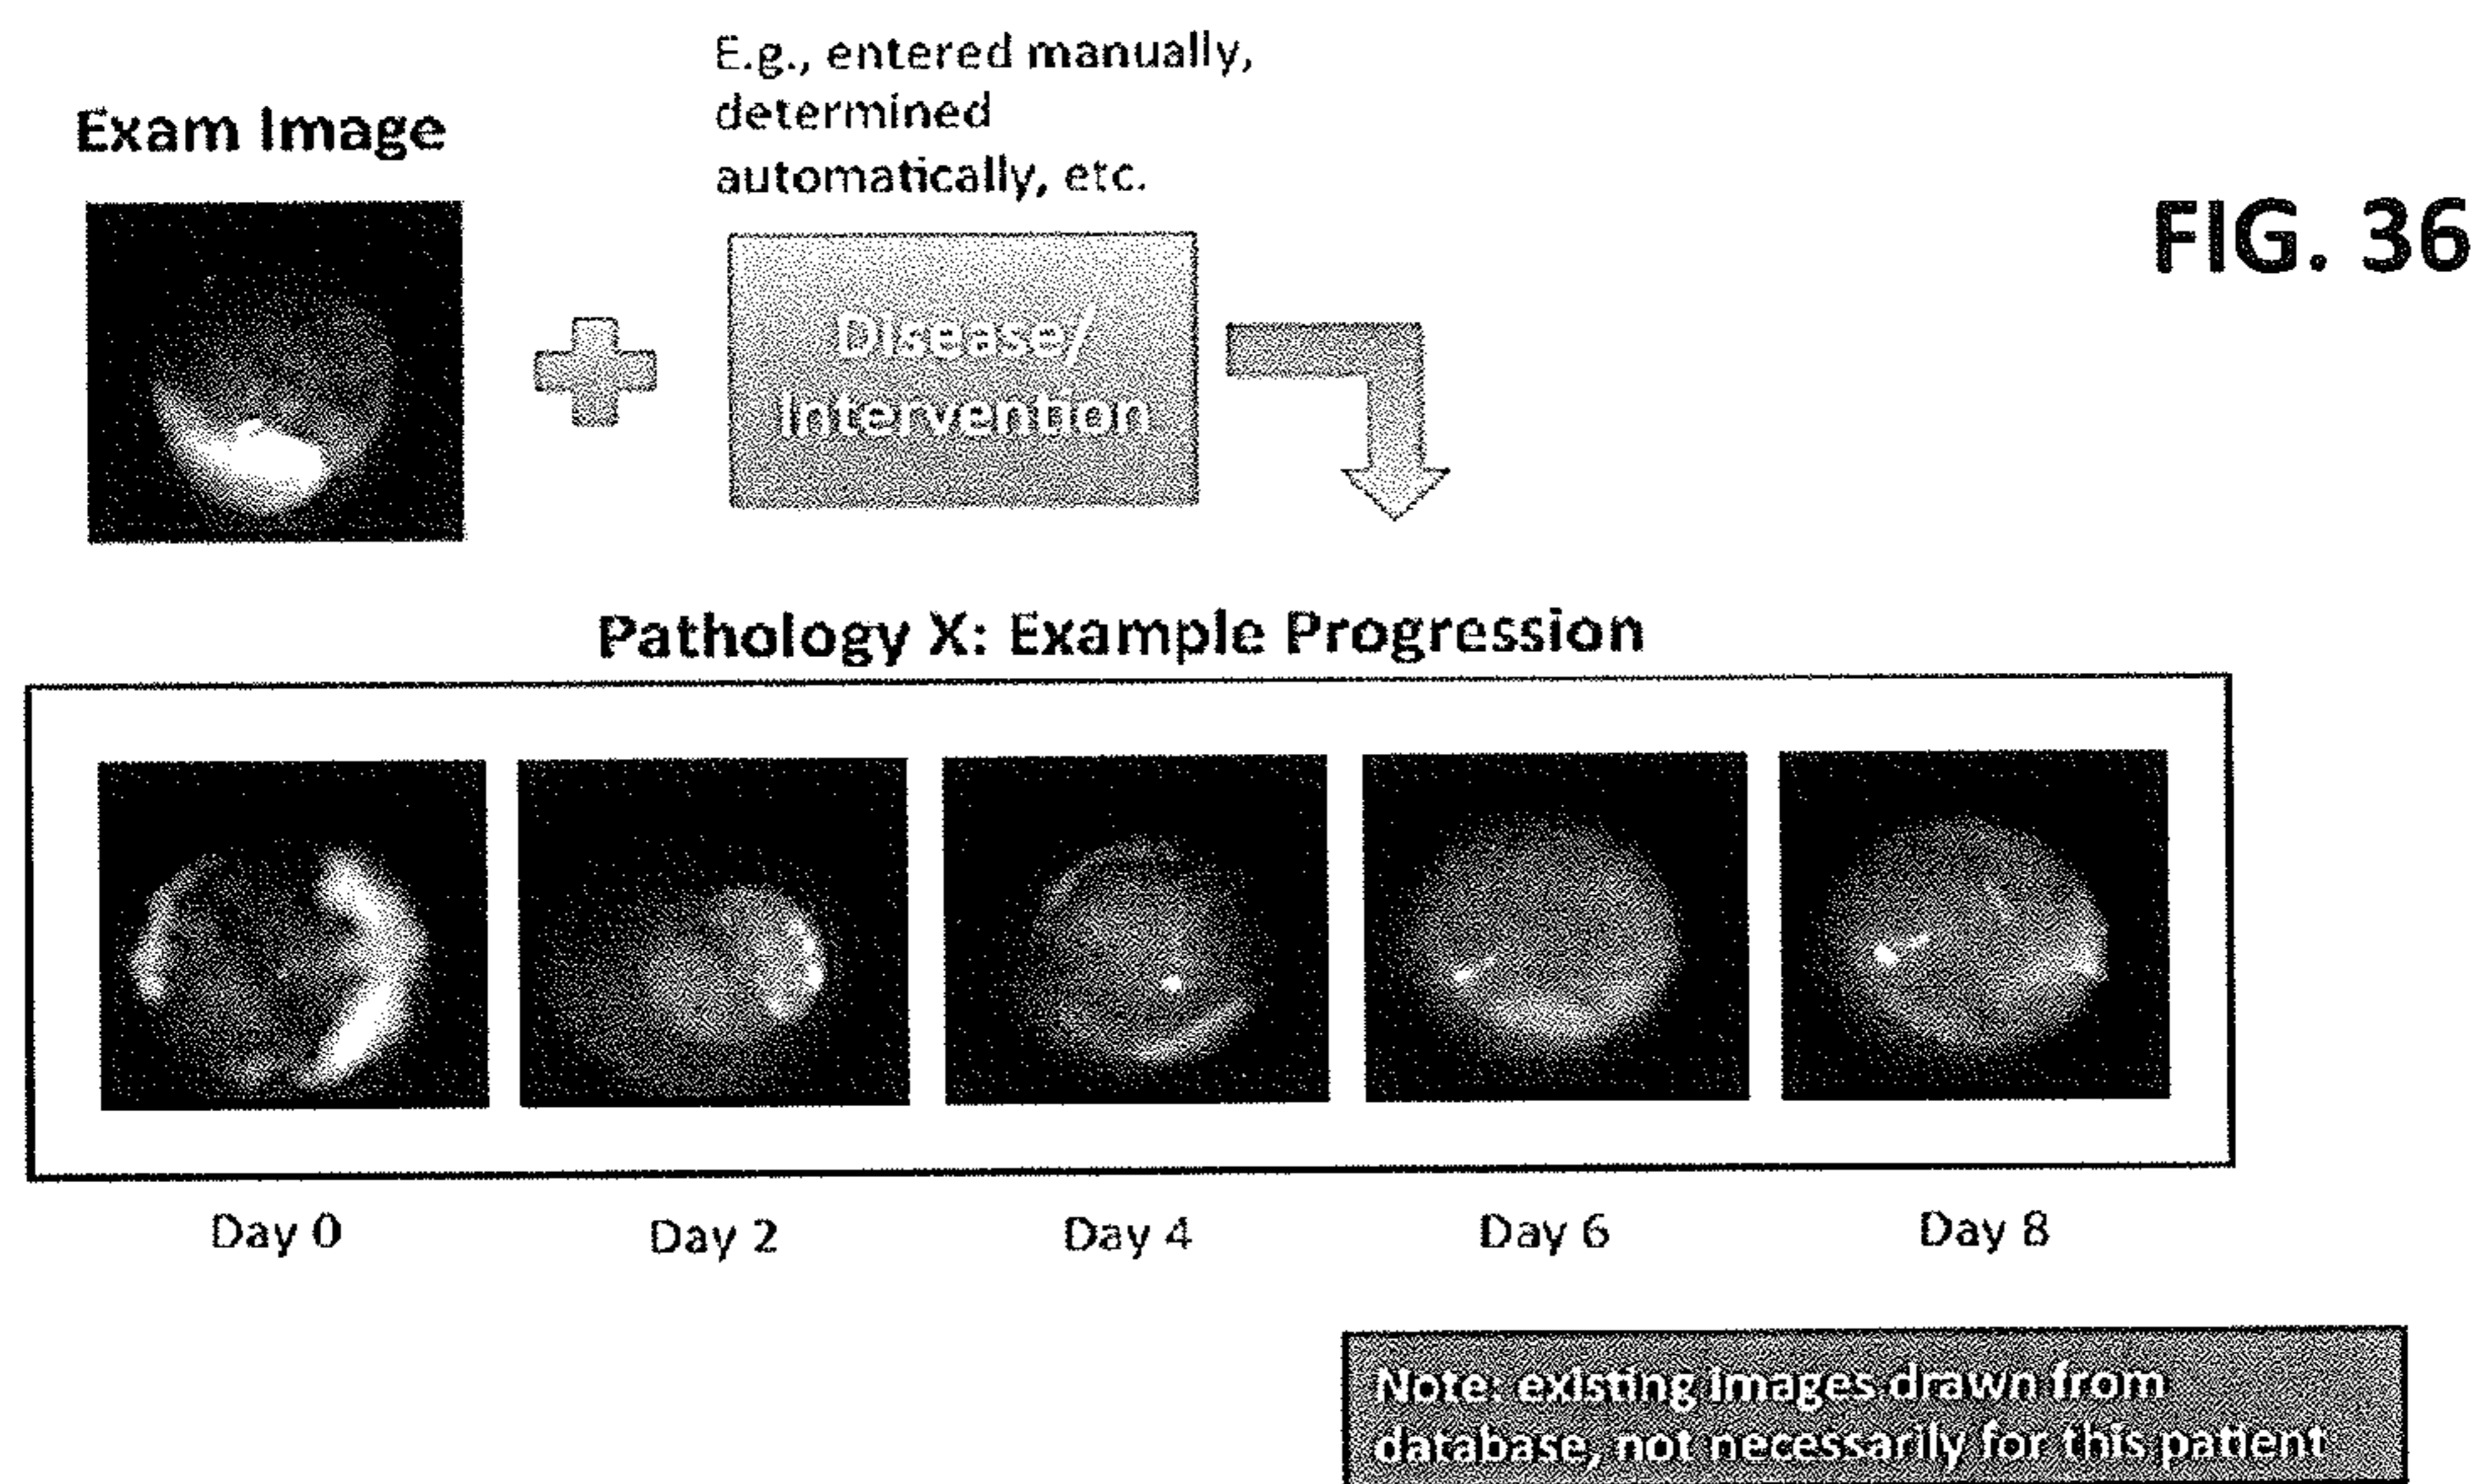 E.g., entered manually,
determined
automatically, etc.
Exam Image
FIG. 36
Disease/
Intervention
Pathology X: Example Progression
Day 0
Day 2
Day 4
Day 6
Day 8
Note: existing images drawn from
database, not necessarily for this patient